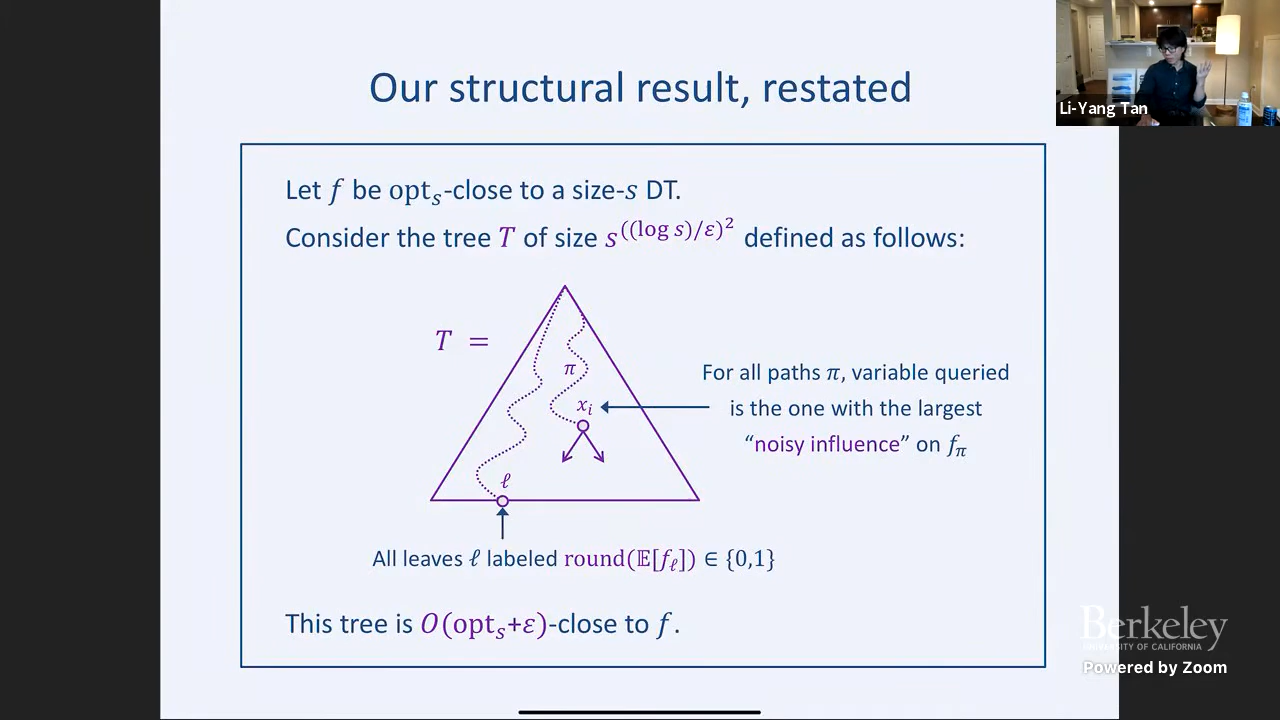 Our structural result, restated
Li-Yang Tan
Let f be opt_s-close to a size-s DT.
Consider the tree T of size s^((log s)/ε)^2 defined as follows:
T =
π
x_i
For all paths π, variable queried
is the one with the largest
“noisy influence” on f_π
ℓ
All leaves ℓ labeled round(𝔼[f_ℓ]) ∈ {0,1}
This tree is O(opt_s+ε)-close to f.
Berkeley
UNIVERSITY OF CALIFORNIA
Powered by Zoom